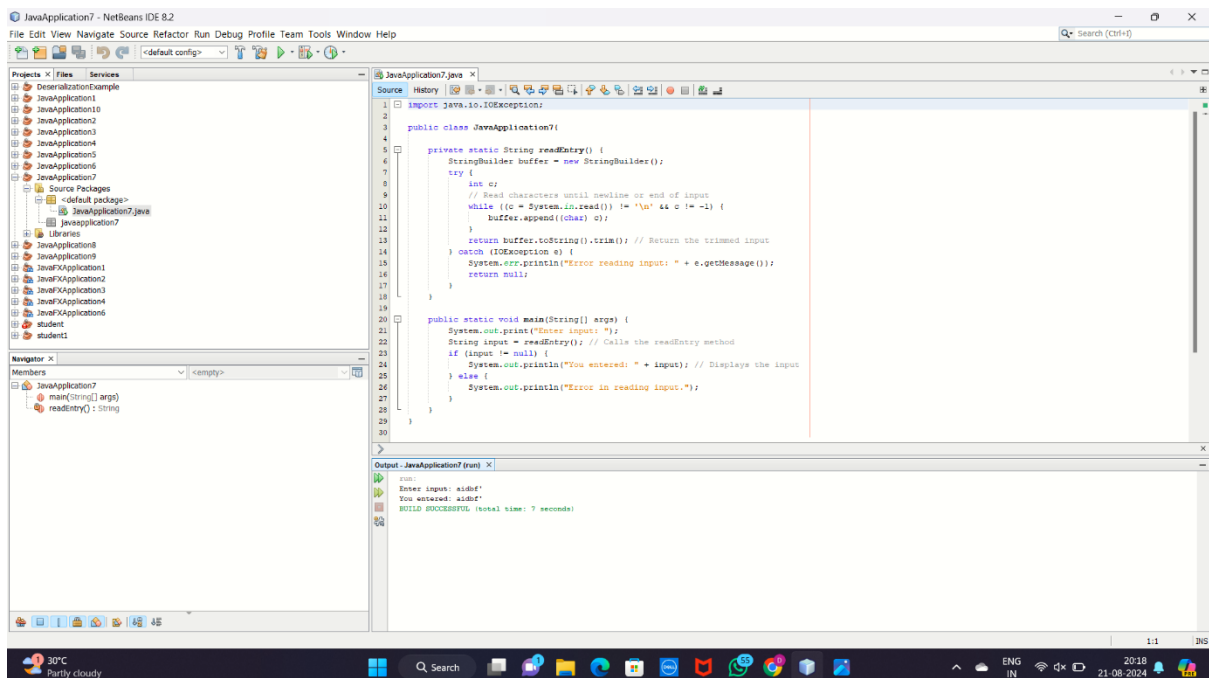 JavaApplication7 - NetBeans IDE 8.2
File Edit View Navigate Source Refactor Run Debug Profile Team Tools Window Help
Search (Ctrl+I)
<default config>
Projects Files Services
DeserializationExample
JavaApplication1
JavaApplication10
JavaApplication2
JavaApplication3
JavaApplication4
JavaApplication5
JavaApplication6
JavaApplication7
Source Packages
<default package>
JavaApplication7.java
javaapplication7
Libraries
JavaApplication8
JavaApplication9
JavaFXApplication1
JavaFXApplication2
JavaFXApplication3
JavaFXApplication4
JavaFXApplication6
student
student1
Navigator
Members <empty>
JavaApplication7
main(String[] args)
readEntry() : String
JavaApplication7.java
Source History
1 import java.io.IOException;
2
3 public class JavaApplication7{
4
5 private static String readEntry() {
6 StringBuilder buffer = new StringBuilder();
7 try {
8 int c;
9 // Read characters until newline or end of input
10 while ((c = System.in.read()) != '\n' && c != -1) {
11 buffer.append((char) c);
12 }
13 return buffer.toString().trim(); // Return the trimmed input
14 } catch (IOException e) {
15 System.err.println("Error reading input: " + e.getMessage());
16 return null;
17 }
18 }
19
20 public static void main(String[] args) {
21 System.out.print("Enter input: ");
22 String input = readEntry(); // Calls the readEntry method
23 if (input != null) {
24 System.out.println("You entered: " + input); // Displays the input
25 } else {
26 System.out.println("Error in reading input.");
27 }
28 }
29 }
30
Output - JavaApplication7 (run)
run:
Enter input: aidbf'
You entered: aidbf'
BUILD SUCCESSFUL (total time: 7 seconds)
1:1 INS
1
30°C
Partly cloudy
Search
DELL
55
ENG
IN
20:18
21-08-2024